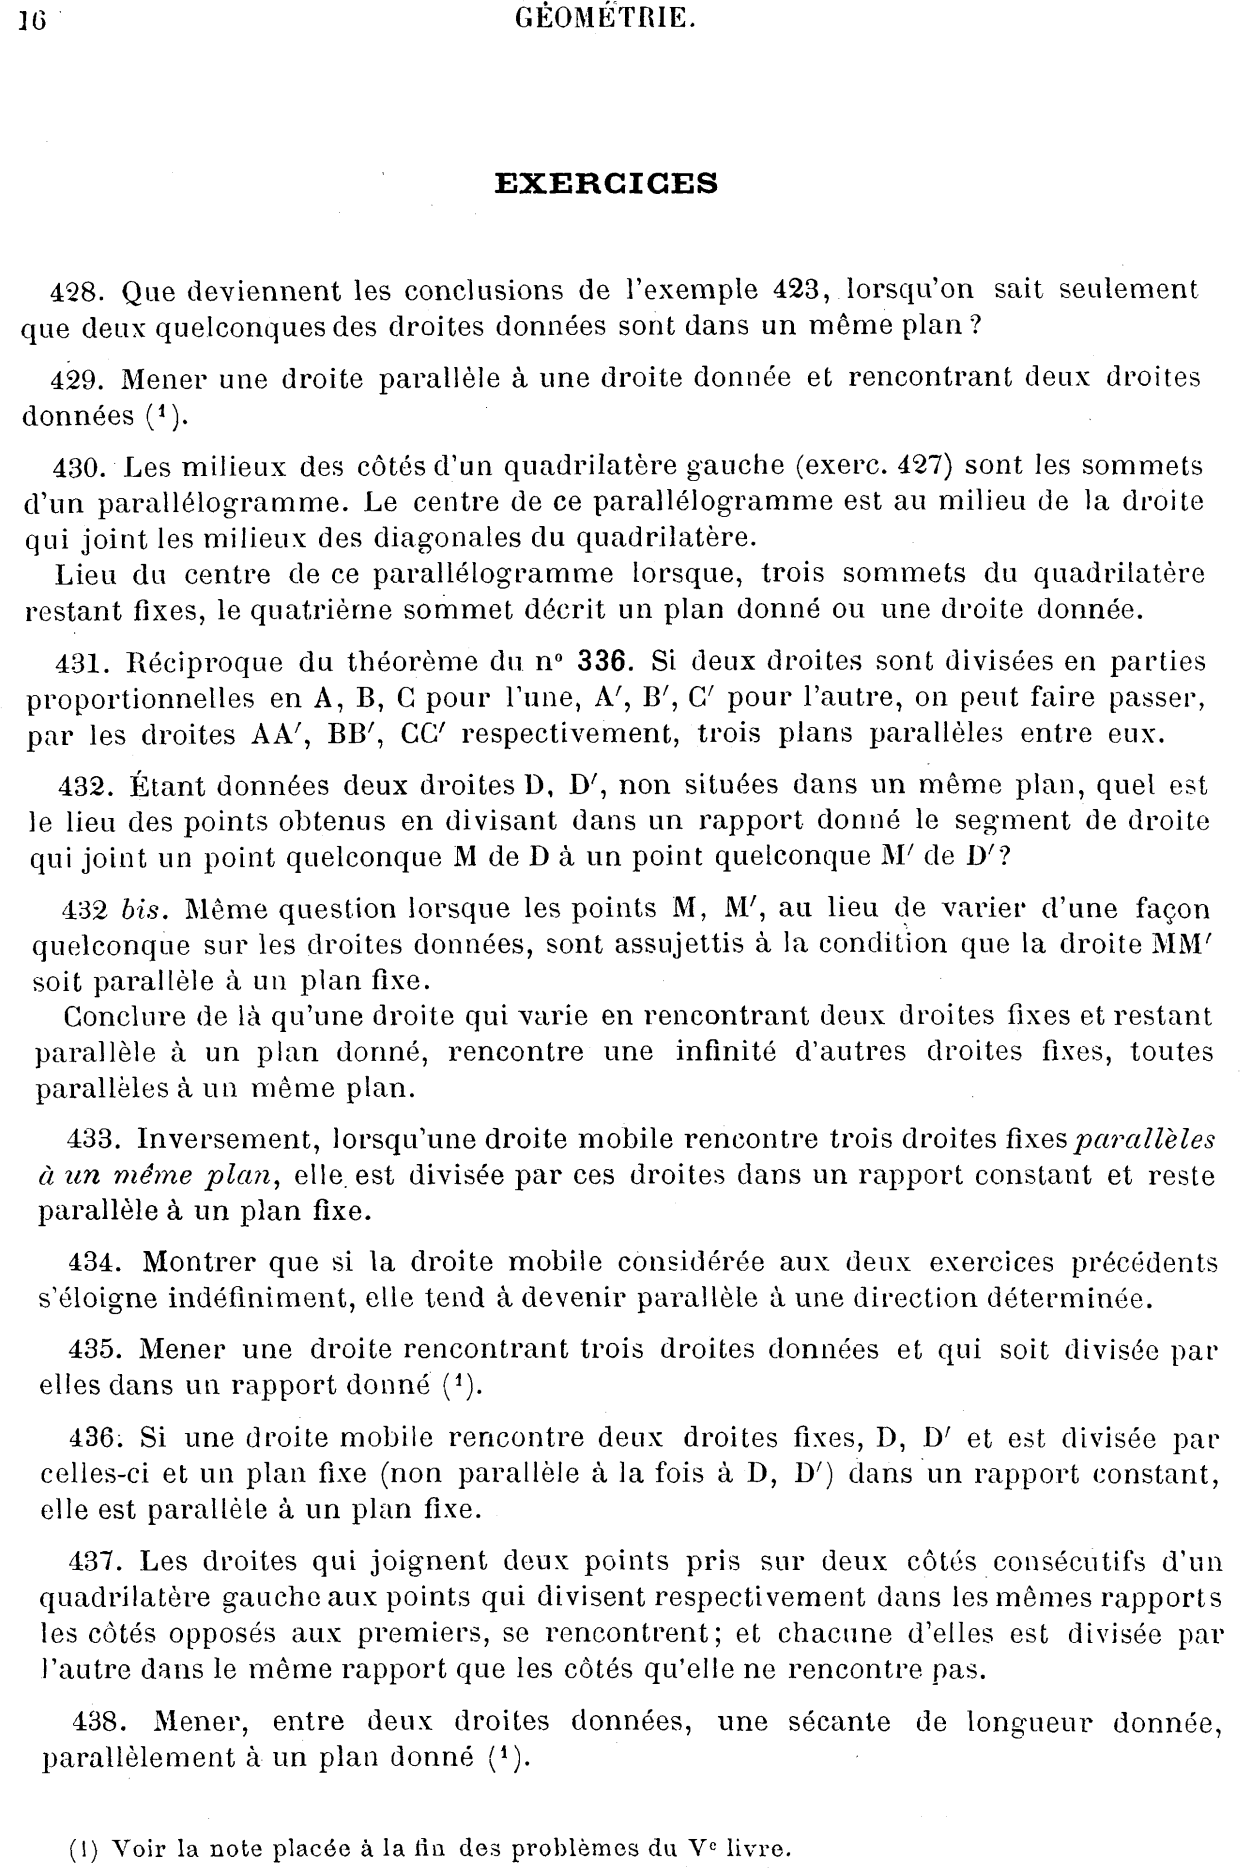 16 GÉOMÉTRIE.
EXERCICES
428. Que deviennent les conclusions de l'exemple 423, lorsqu'on sait seulement
que deux quelconques des droites données sont dans un même plan ?
429. Mener une droite parallèle à une droite donnée et rencontrant deux droites
données (¹).
430. Les milieux des côtés d'un quadrilatère gauche (exerc. 427) sont les sommets
d'un parallélogramme. Le centre de ce parallélogramme est au milieu de la droite
qui joint les milieux des diagonales du quadrilatère.
Lieu du centre de ce parallélogramme lorsque, trois sommets du quadrilatère
restant fixes, le quatrième sommet décrit un plan donné ou une droite donnée.
431. Réciproque du théorème du n° 336. Si deux droites sont divisées en parties
proportionnelles en A, B, C pour l'une, A′, B′, C′ pour l'autre, on peut faire passer,
par les droites AA′, BB′, CC′ respectivement, trois plans parallèles entre eux.
432. Étant données deux droites D, D′, non situées dans un même plan, quel est
le lieu des points obtenus en divisant dans un rapport donné le segment de droite
qui joint un point quelconque M de D à un point quelconque M′ de D′?
432 bis. Même question lorsque les points M, M′, au lieu de varier d'une façon
quelconque sur les droites données, sont assujettis à la condition que la droite MM′
soit parallèle à un plan fixe.
Conclure de là qu'une droite qui varie en rencontrant deux droites fixes et restant
parallèle à un plan donné, rencontre une infinité d'autres droites fixes, toutes
parallèles à un même plan.
433. Inversement, lorsqu'une droite mobile rencontre trois droites fixes parallèles
à un même plan, elle est divisée par ces droites dans un rapport constant et reste
parallèle à un plan fixe.
434. Montrer que si la droite mobile considérée aux deux exercices précédents
s'éloigne indéfiniment, elle tend à devenir parallèle à une direction déterminée.
435. Mener une droite rencontrant trois droites données et qui soit divisée par
elles dans un rapport donné (¹).
436. Si une droite mobile rencontre deux droites fixes, D, D′ et est divisée par
celles-ci et un plan fixe (non parallèle à la fois à D, D′) dans un rapport constant,
elle est parallèle à un plan fixe.
437. Les droites qui joignent deux points pris sur deux côtés consécutifs d'un
quadrilatère gauche aux points qui divisent respectivement dans les mêmes rapports
les côtés opposés aux premiers, se rencontrent; et chacune d'elles est divisée par
l'autre dans le même rapport que les côtés qu'elle ne rencontre pas.
438. Mener, entre deux droites données, une sécante de longueur donnée,
parallèlement à un plan donné (¹).
(1) Voir la note placée à la fin des problèmes du Vᵉ livre.